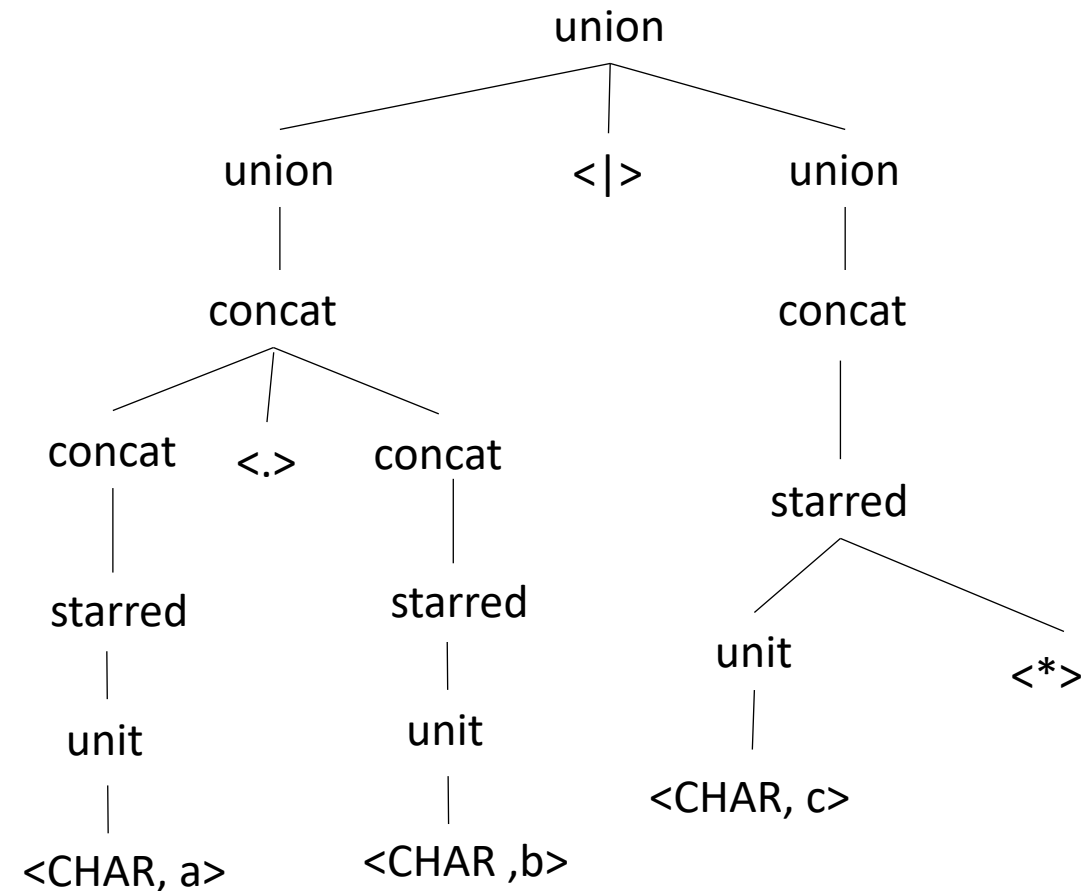 union
union <|> union
concat concat
concat <.> concat
starred
starred starred
unit <*>
unit unit
<CHAR, c>
<CHAR, a> <CHAR ,b>